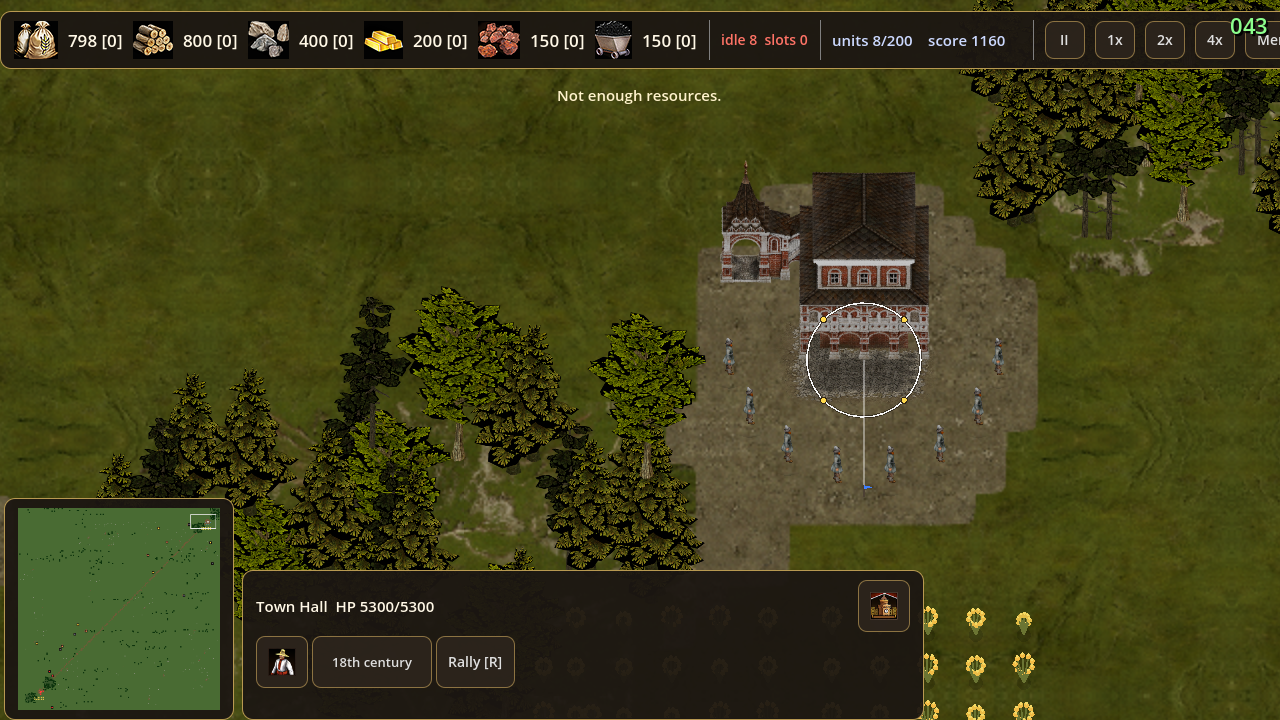 798 [0] 800 [0] 400 [0] 200 [0] 150 [0] 150 [0] idle 8 slots 0 units 8/200 score 1160 II 1x 2x 4x
043
Not enough resources.
Town Hall HP 5300/5300
18th century Rally [R]